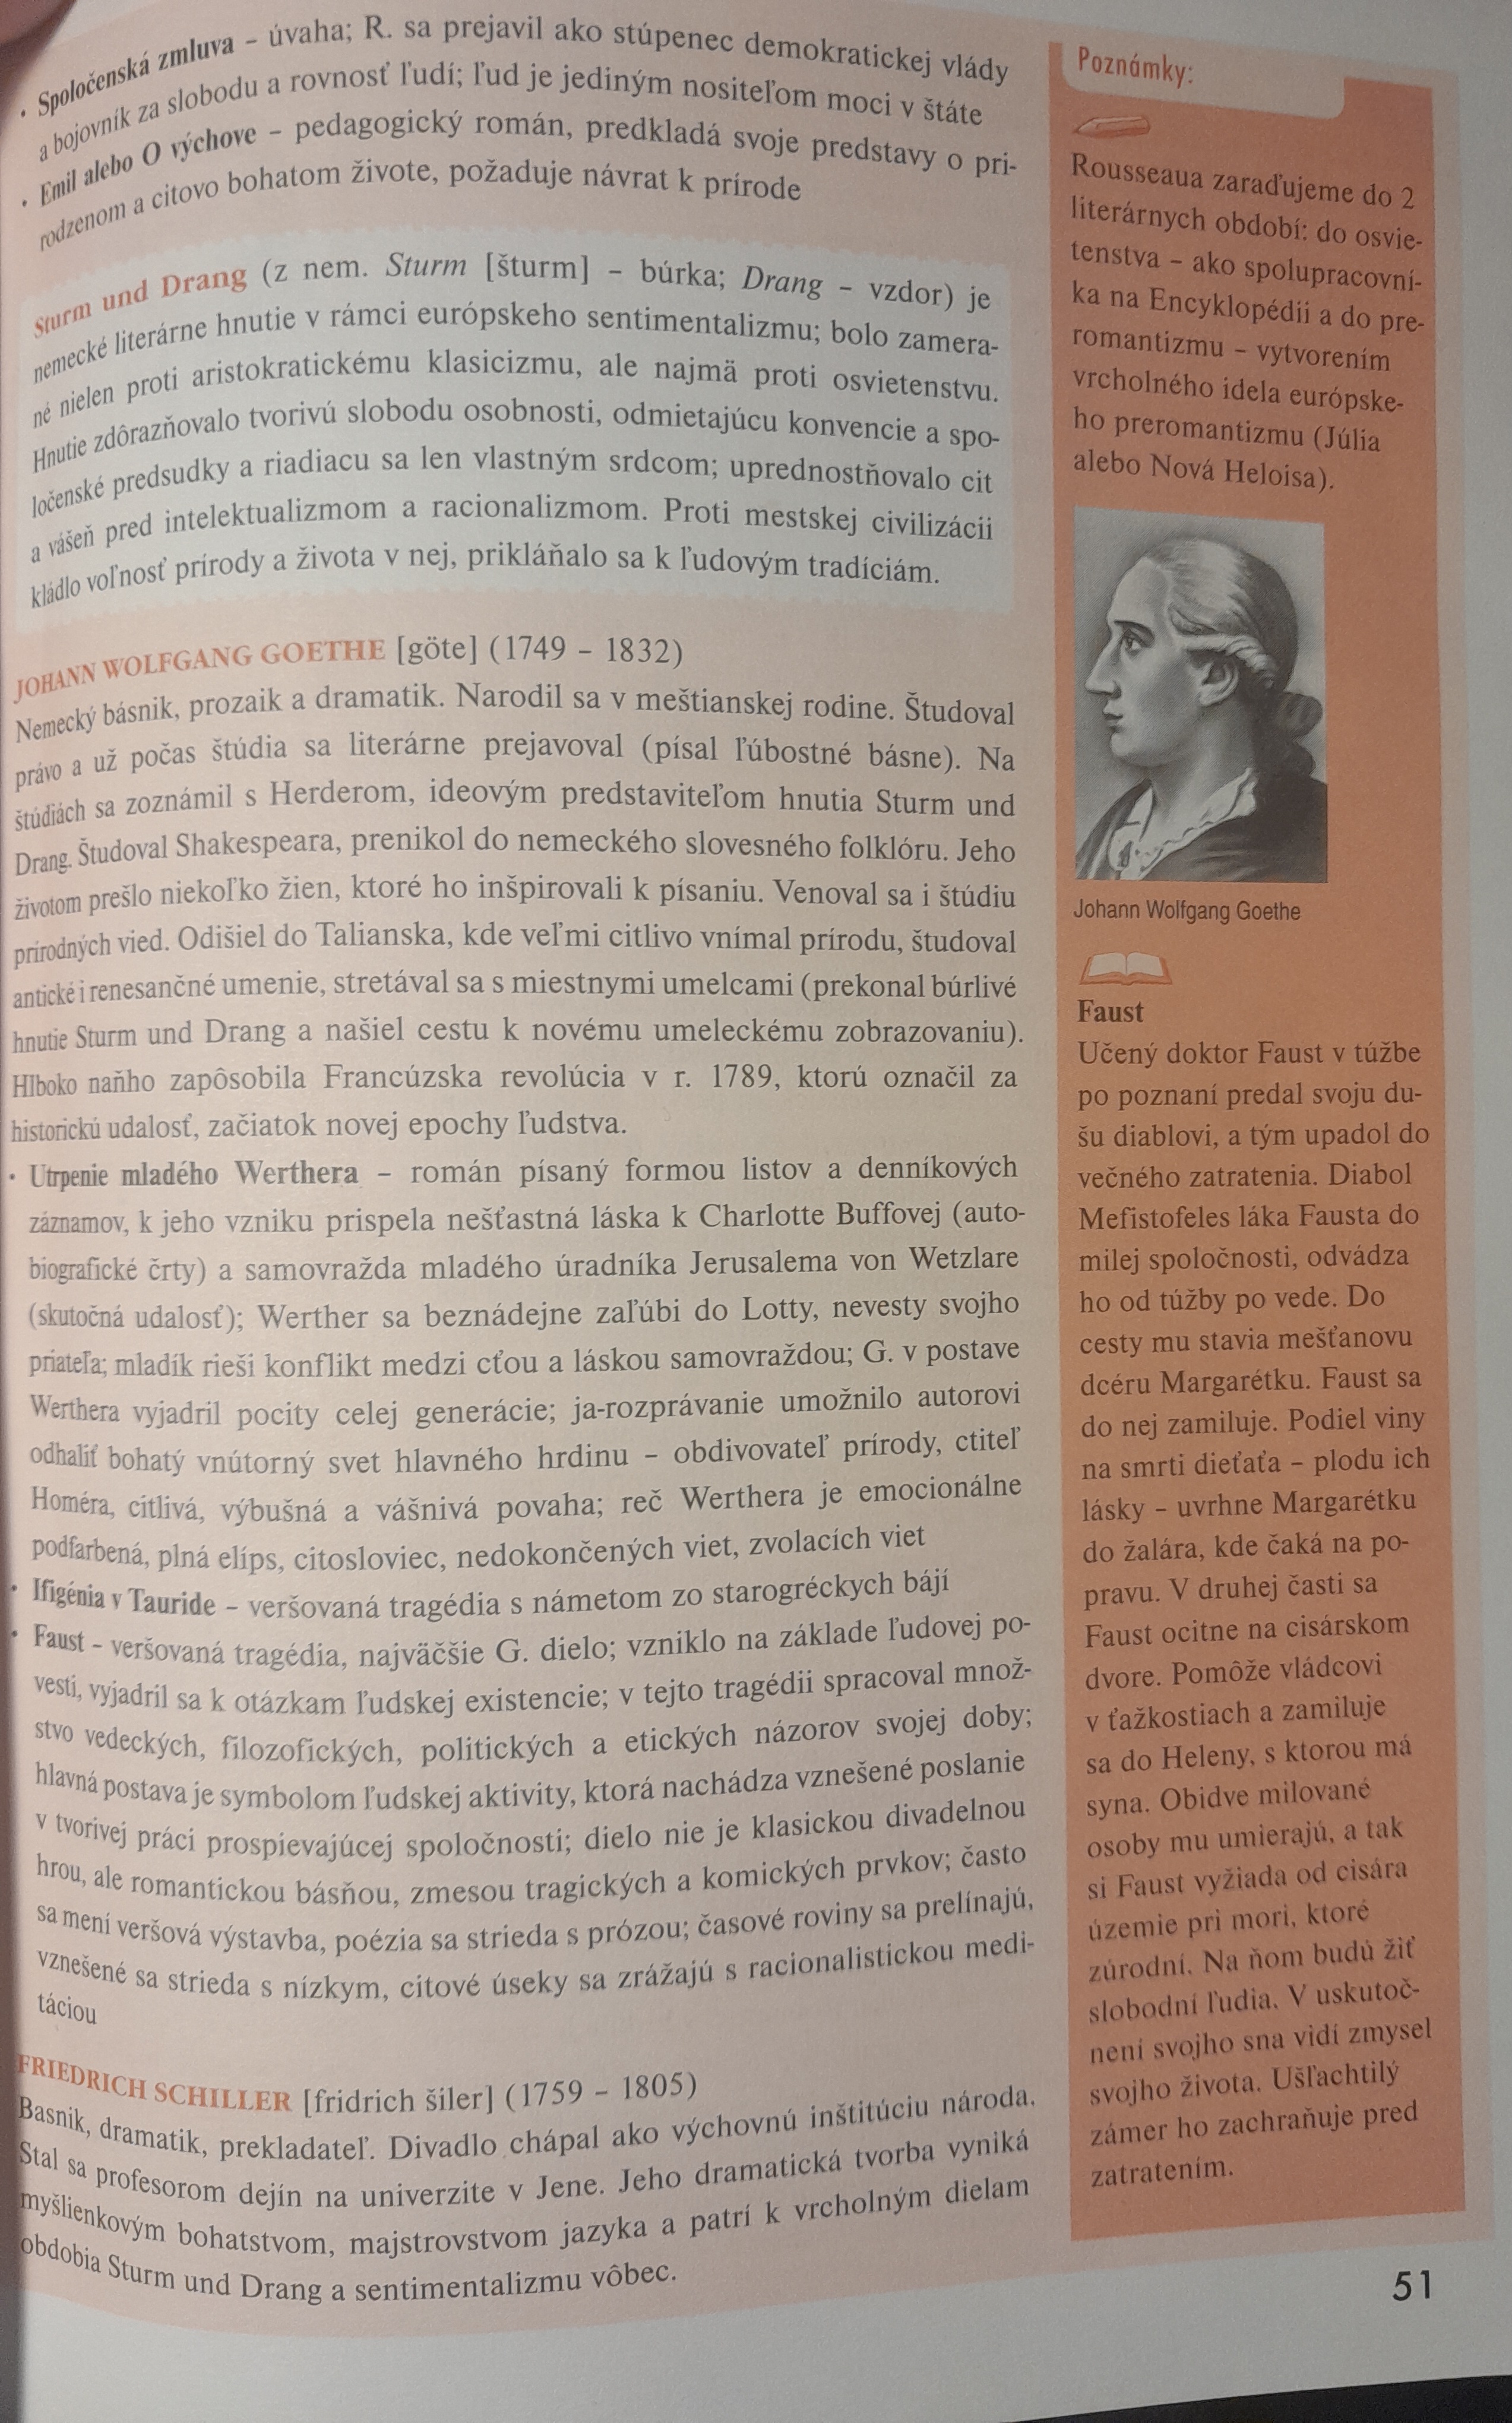 • Spoločenská zmluva – úvaha; R. sa prejavil ako stúpenec demokratickej vlády
a bojovník za slobodu a rovnosť ľudí; ľud je jediným nositeľom moci v štáte
• Emil alebo O výchove – pedagogický román, predkladá svoje predstavy o pri-
rodzenom a citovo bohatom živote, požaduje návrat k prírode
Sturm und Drang (z nem. Sturm [šturm] – búrka; Drang – vzdor) je
nemecké literárne hnutie v rámci európskeho sentimentalizmu; bolo zamera-
né nielen proti aristokratickému klasicizmu, ale najmä proti osvietenstvu.
Hnutie zdôrazňovalo tvorivú slobodu osobnosti, odmietajúcu konvencie a spo-
ločenské predsudky a riadiacu sa len vlastným srdcom; uprednostňovalo cit
a vášeň pred intelektualizmom a racionalizmom. Proti mestskej civilizácii
kládlo voľnosť prírody a života v nej, prikláňalo sa k ľudovým tradíciám.
JOHANN WOLFGANG GOETHE [göte] (1749 – 1832)
Nemecký básnik, prozaik a dramatik. Narodil sa v meštianskej rodine. Študoval
právo a už počas štúdia sa literárne prejavoval (písal ľúbostné básne). Na
štúdiách sa zoznámil s Herderom, ideovým predstaviteľom hnutia Sturm und
Drang. Študoval Shakespeara, prenikol do nemeckého slovesného folklóru. Jeho
životom prešlo niekoľko žien, ktoré ho inšpirovali k písaniu. Venoval sa i štúdiu
prírodných vied. Odišiel do Talianska, kde veľmi citlivo vnímal prírodu, študoval
antické i renesančné umenie, stretával sa s miestnymi umelcami (prekonal búrlivé
hnutie Sturm und Drang a našiel cestu k novému umeleckému zobrazovaniu).
Hlboko naňho zapôsobila Francúzska revolúcia v r. 1789, ktorú označil za
historickú udalosť, začiatok novej epochy ľudstva.
• Utrpenie mladého Werthera – román písaný formou listov a denníkových
záznamov, k jeho vzniku prispela nešťastná láska k Charlotte Buffovej (auto-
biografické črty) a samovražda mladého úradníka Jerusalema von Wetzlare
(skutočná udalosť); Werther sa beznádejne zaľúbi do Lotty, nevesty svojho
priateľa; mladík rieši konflikt medzi cťou a láskou samovraždou; G. v postave
Werthera vyjadril pocity celej generácie; ja-rozprávanie umožnilo autorovi
odhaliť bohatý vnútorný svet hlavného hrdinu – obdivovateľ prírody, ctiteľ
Homéra, citlivá, výbušná a vášnivá povaha; reč Werthera je emocionálne
podfarbená, plná elíps, citosloviec, nedokončených viet, zvolacích viet
• Ifigénia v Tauride – veršovaná tragédia s námetom zo starogréckych bájí
• Faust – veršovaná tragédia, najväčšie G. dielo; vzniklo na základe ľudovej po-
vesti, vyjadril sa k otázkam ľudskej existencie; v tejto tragédii spracoval množ-
stvo vedeckých, filozofických, politických a etických názorov svojej doby;
hlavná postava je symbolom ľudskej aktivity, ktorá nachádza vznešené poslanie
v tvorivej práci prospievajúcej spoločnosti; dielo nie je klasickou divadelnou
hrou, ale romantickou básňou, zmesou tragických a komických prvkov; často
sa mení veršová výstavba, poézia sa strieda s prózou; časové roviny sa prelínajú,
vznešené sa strieda s nízkym, citové úseky sa zrážajú s racionalistickou medi-
táciou
FRIEDRICH SCHILLER [fridrich šiler] (1759 – 1805)
Basnik, dramatik, prekladateľ. Divadlo chápal ako výchovnú inštitúciu národa.
Stal sa profesorom dejín na univerzite v Jene. Jeho dramatická tvorba vyniká
myšlienkovým bohatstvom, majstrovstvom jazyka a patrí k vrcholným dielam
obdobia Sturm und Drang a sentimentalizmu vôbec.
Poznámky:
Rousseaua zaraďujeme do 2
literárnych období: do osvie-
tenstva – ako spolupracovní-
ka na Encyklopédii a do pre-
romantizmu – vytvorením
vrcholného idela európske-
ho preromantizmu (Júlia
alebo Nová Heloisa).
Johann Wolfgang Goethe
Faust
Učený doktor Faust v túžbe
po poznaní predal svoju du-
šu diablovi, a tým upadol do
večného zatratenia. Diabol
Mefistofeles láka Fausta do
milej spoločnosti, odvádza
ho od túžby po vede. Do
cesty mu stavia mešťanovu
dcéru Margarétku. Faust sa
do nej zamiluje. Podiel viny
na smrti dieťaťa – plodu ich
lásky – uvrhne Margarétku
do žalára, kde čaká na po-
pravu. V druhej časti sa
Faust ocitne na cisárskom
dvore. Pomôže vládcovi
v ťažkostiach a zamiluje
sa do Heleny, s ktorou má
syna. Obidve milované
osoby mu umierajú, a tak
si Faust vyžiada od cisára
územie pri mori, ktoré
zúrodní. Na ňom budú žiť
slobodní ľudia. V uskutoč-
není svojho sna vidí zmysel
svojho života. Ušľachtilý
zámer ho zachraňuje pred
zatratením.
51